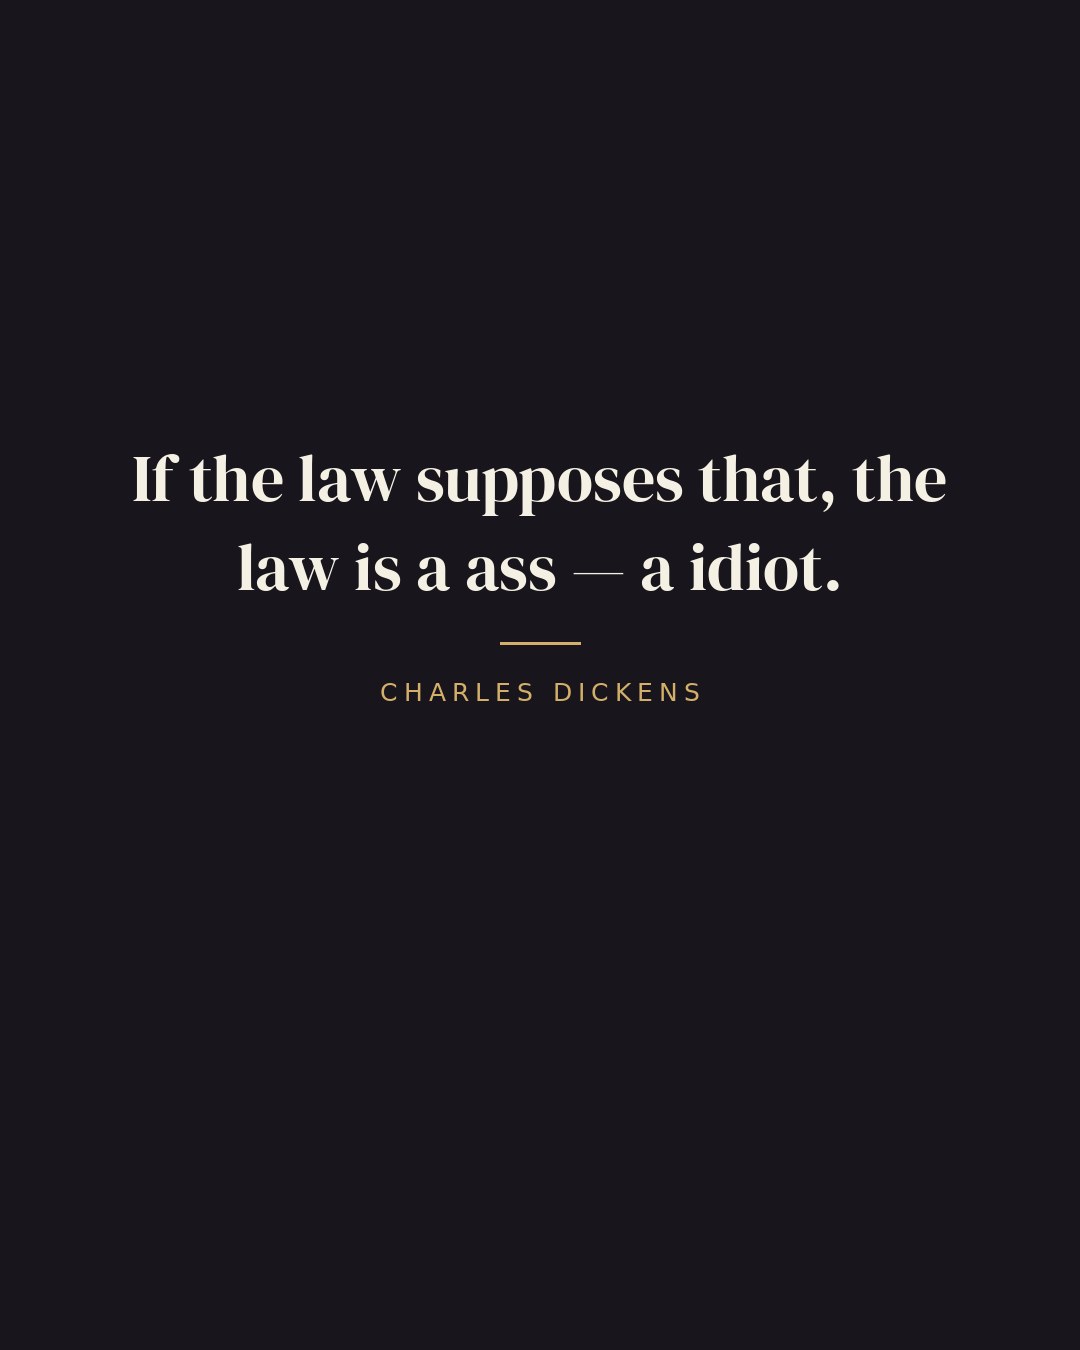 If the law supposes that, the
law is a ass — a idiot.
CHARLES DICKENS